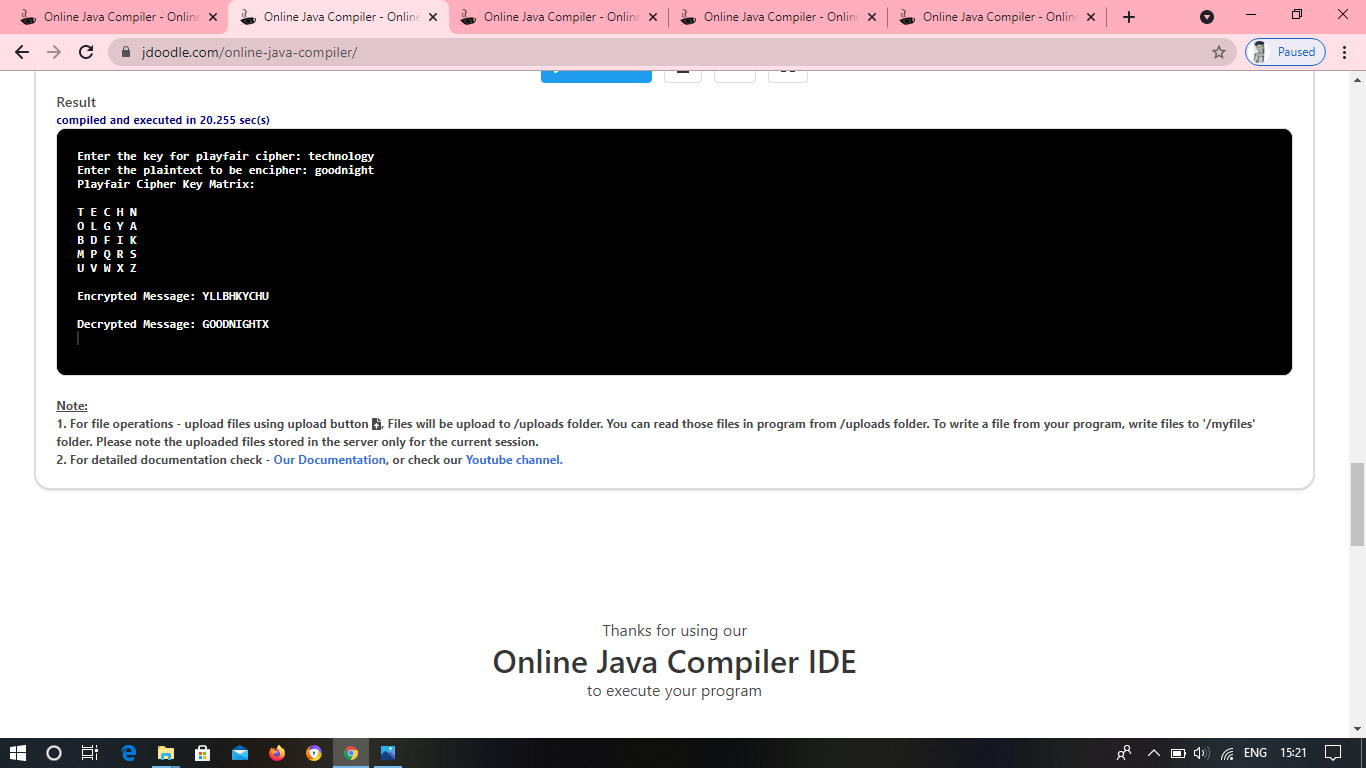 Online Java Compiler - Online
Online Java Compiler - Online
Online Java Compiler - Online
Online Java Compiler - Online
Online Java Compiler - Online
jdoodle.com/online-java-compiler/
Paused
Result
compiled and executed in 20.255 sec(s)
Enter the key for playfair cipher: technology
Enter the plaintext to be encipher: goodnight
Playfair Cipher Key Matrix:
T E C H N
O L G Y A
B D F I K
M P Q R S
U V W X Z
Encrypted Message: YLLBHKYCHU
Decrypted Message: GOODNIGHTX
Note:
1. For file operations - upload files using upload button , Files will be upload to /uploads folder. You can read those files in program from /uploads folder. To write a file from your program, write files to '/myfiles'
folder. Please note the uploaded files stored in the server only for the current session.
2. For detailed documentation check - Our Documentation, or check our Youtube channel.
Thanks for using our
Online Java Compiler IDE
to execute your program
ENG
15:21